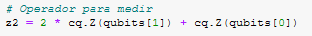 # Operador para medir
z2 = 2 * cq.Z(qubits[1]) + cq.Z(qubits[0])